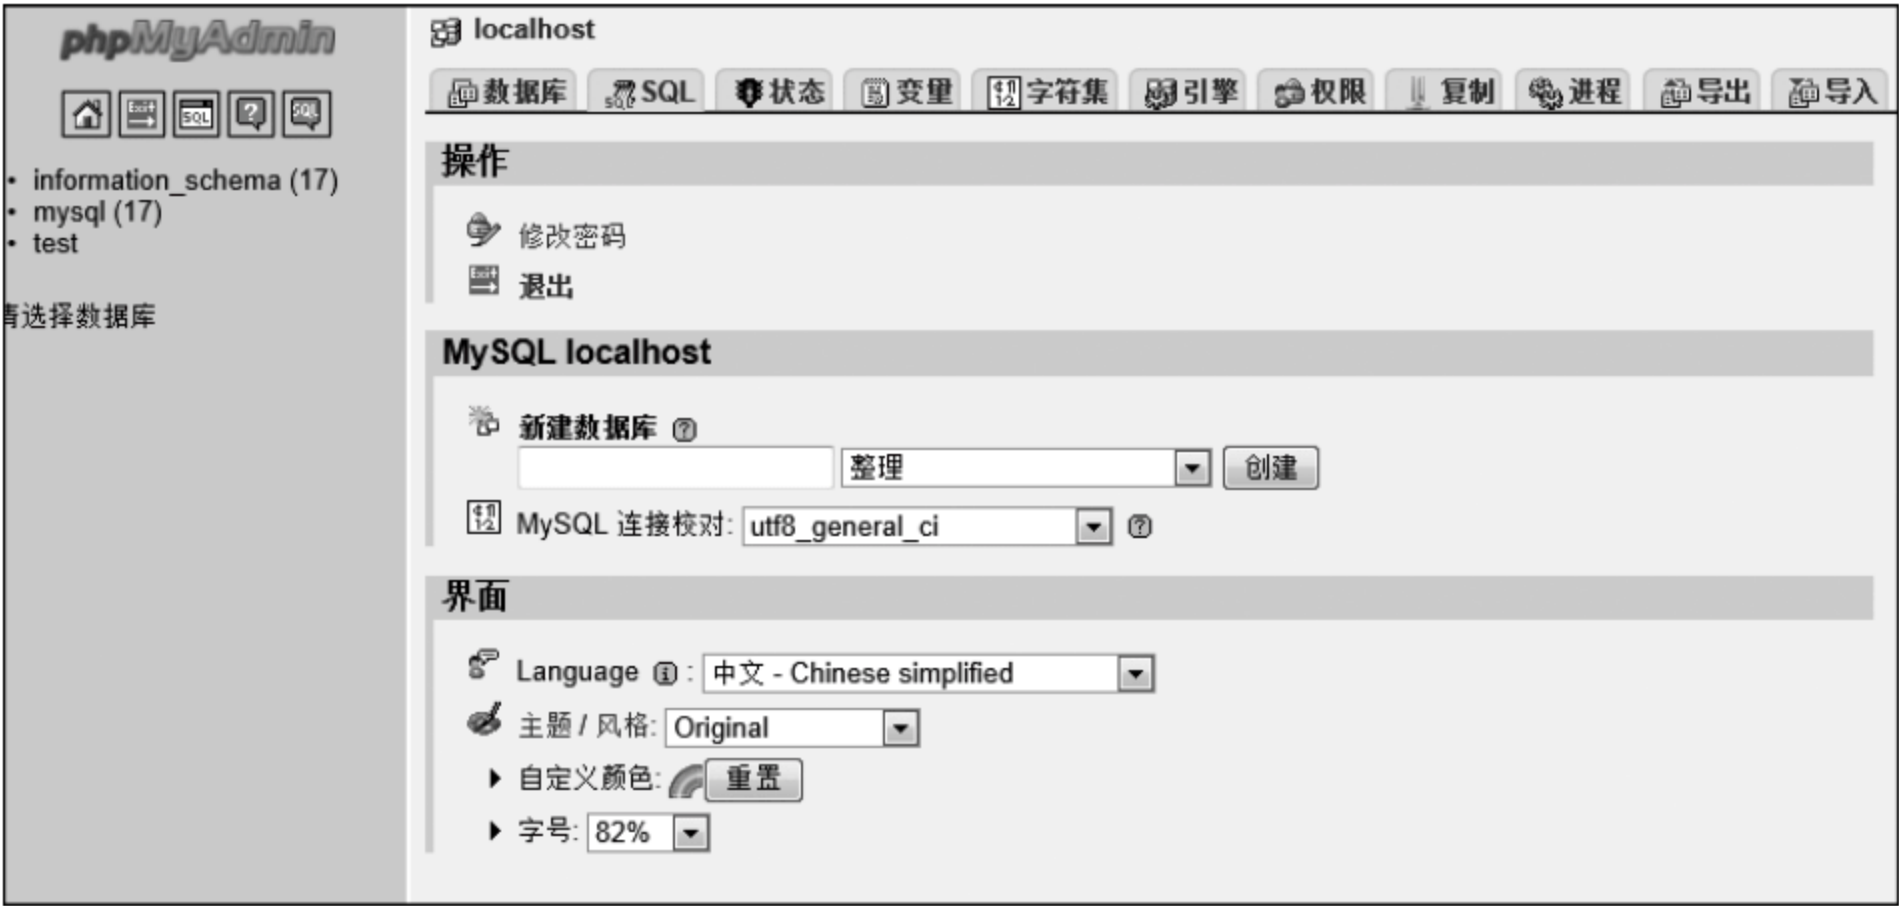 phpMyAdmin
information_schema (17)
mysql (17)
test
请选择数据库
localhost
数据库 SQL 状态 变量 字符集 引擎 权限 复制 进程 导出 导入
操作
修改密码
退出
MySQL localhost
新建数据库
整理 创建
MySQL 连接校对: utf8_general_ci
界面
Language : 中文 - Chinese simplified
主题 / 风格: Original
自定义颜色: 重置
字号: 82%